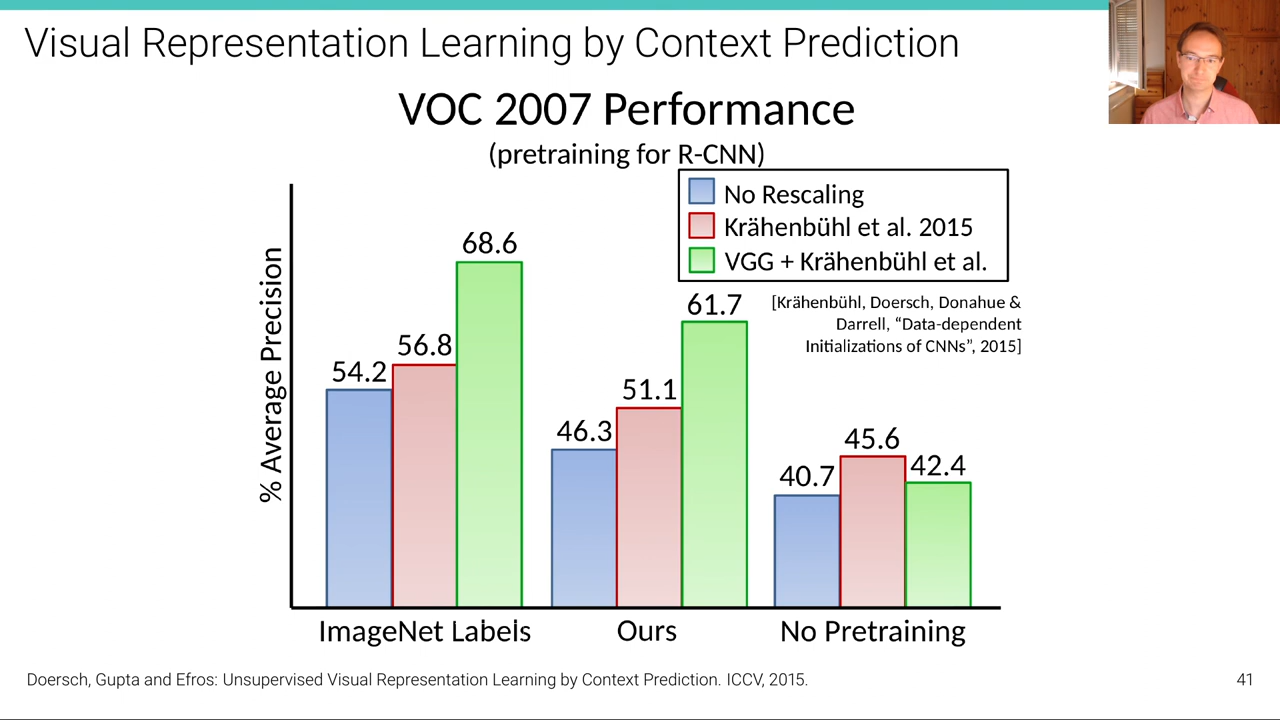 Visual Representation Learning by Context Prediction
VOC 2007 Performance
(pretraining for R-CNN)
No Rescaling
Krähenbühl et al. 2015
VGG + Krähenbühl et al.
[Krähenbühl, Doersch, Donahue &
Darrell, “Data-dependent
Initializations of CNNs”, 2015]
% Average Precision
54.2
56.8
68.6
46.3
51.1
61.7
40.7
45.6
42.4
ImageNet Labels
Ours
No Pretraining
Doersch, Gupta and Efros: Unsupervised Visual Representation Learning by Context Prediction. ICCV, 2015.
41